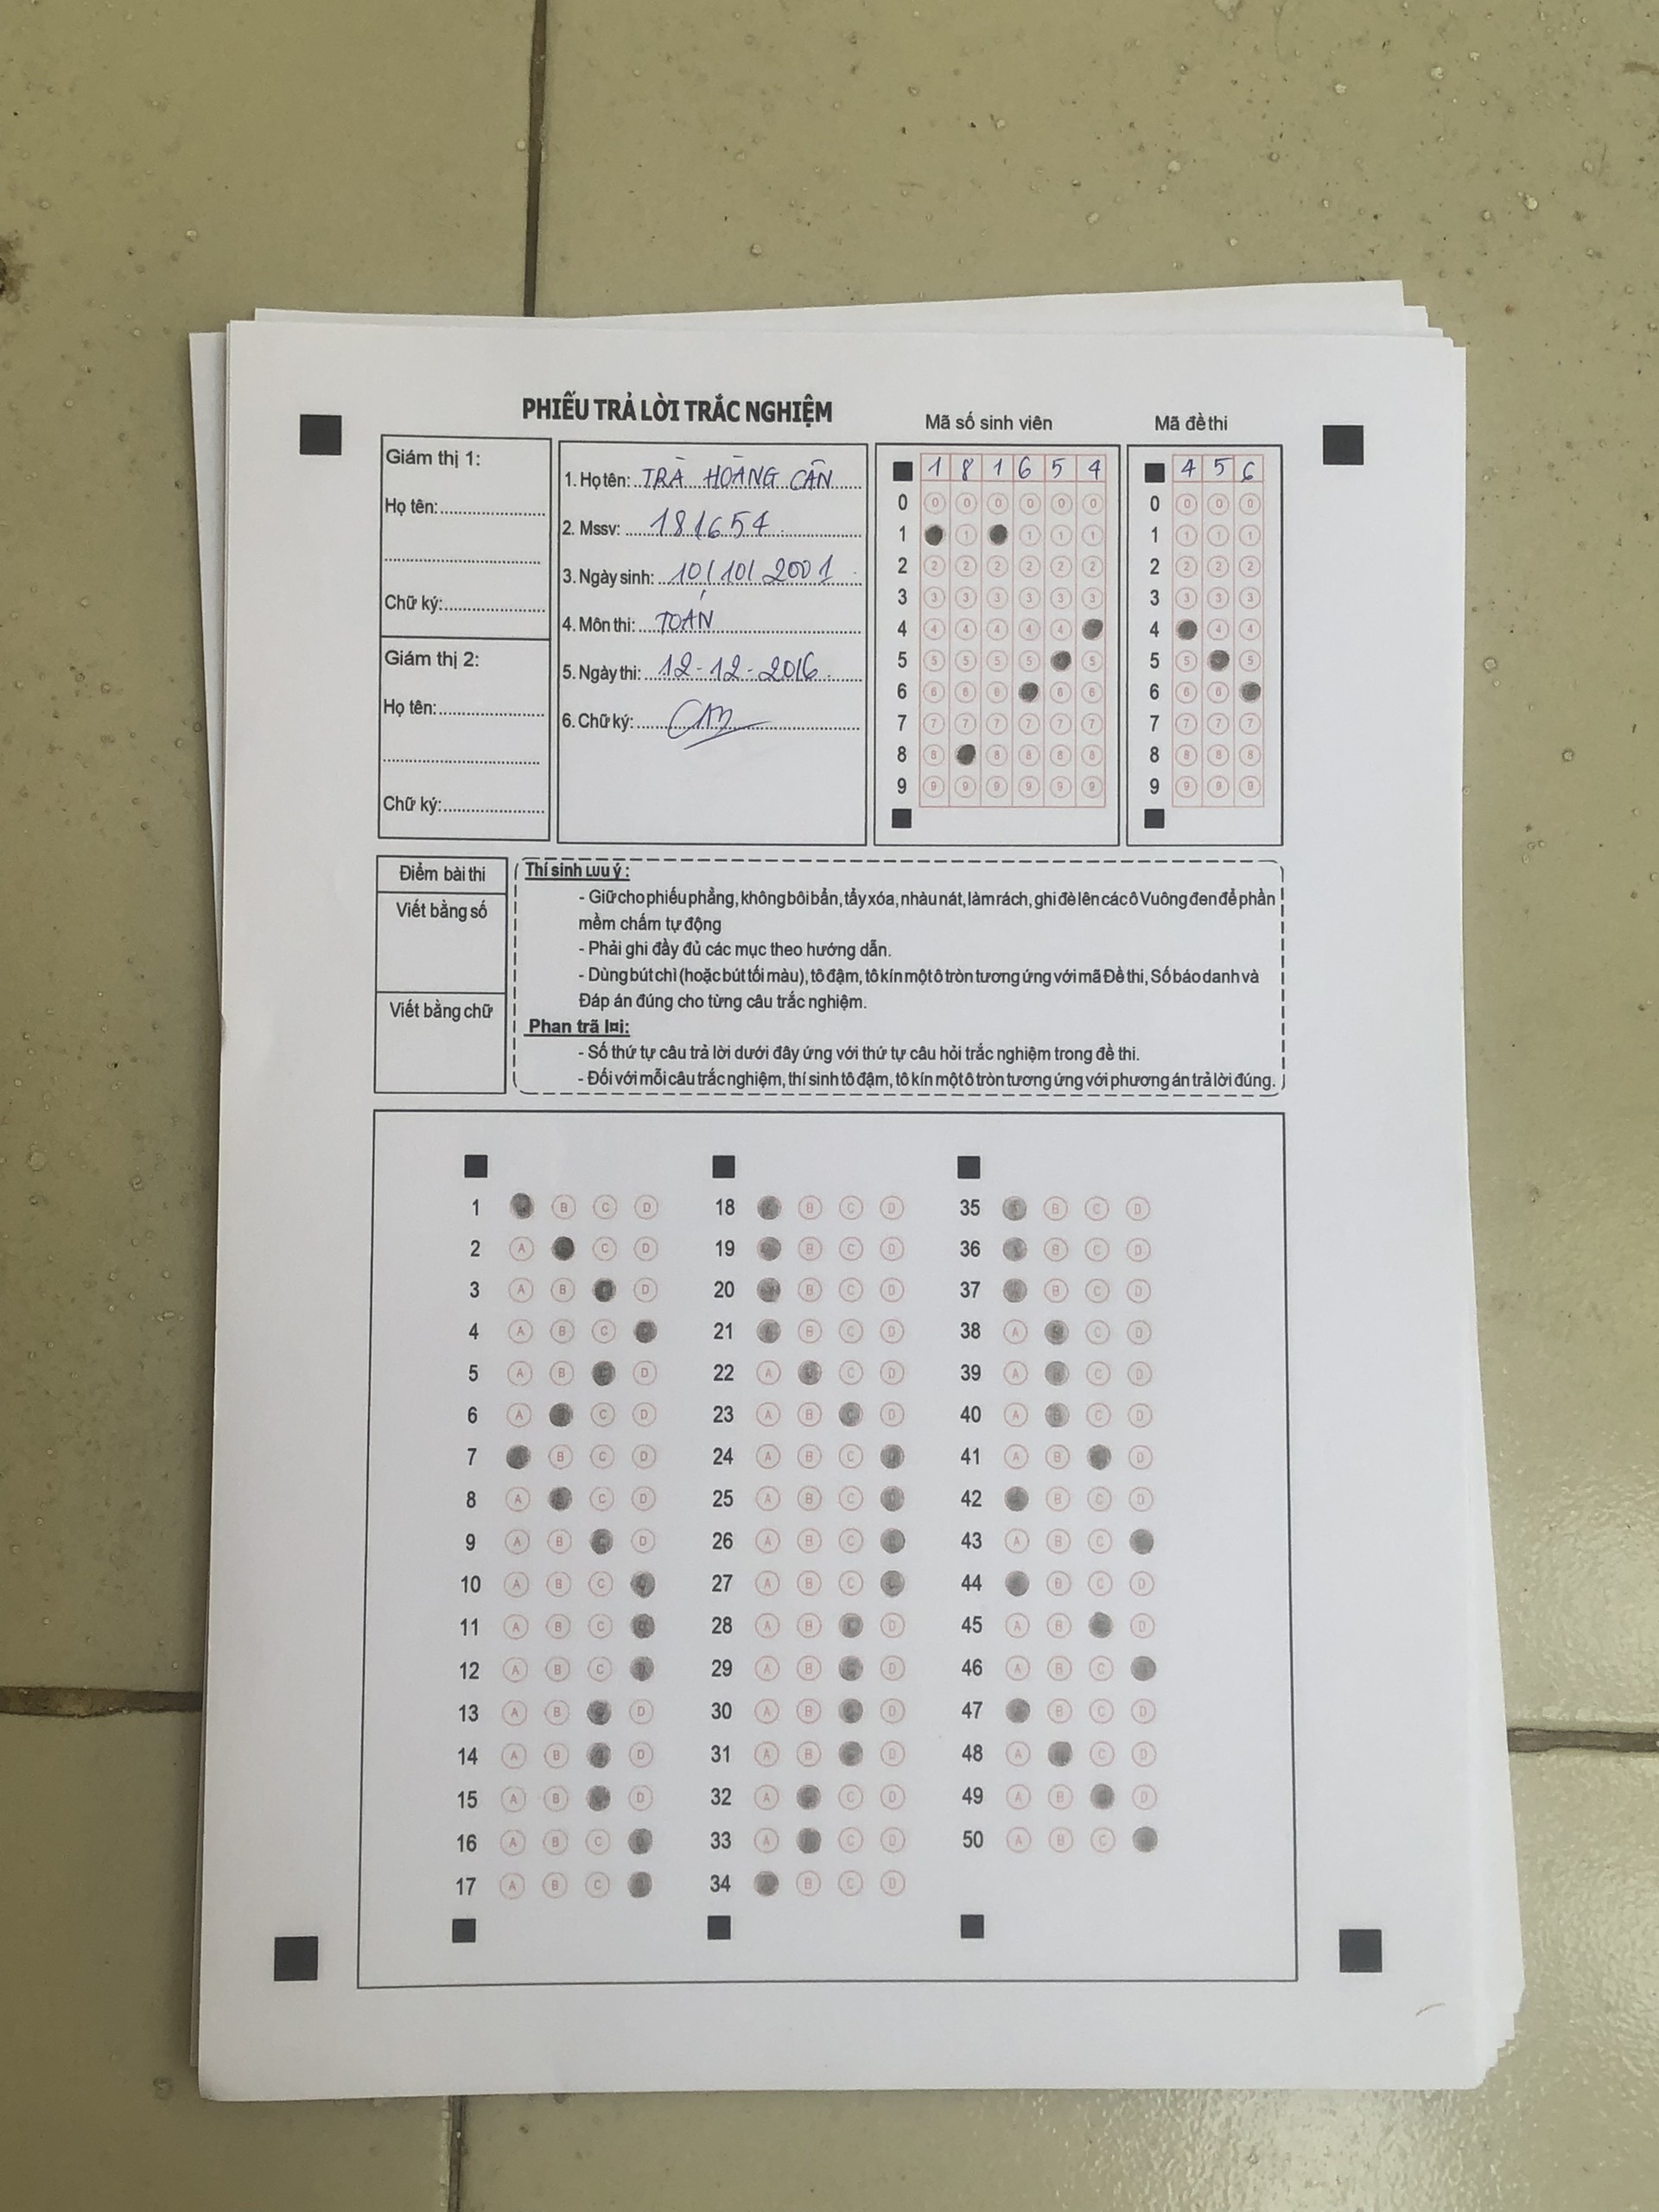 PHIẾU TRẢ LỜI TRẮC NGHIỆM
Giám thị 1:
Họ tên:
Chữ ký:
Giám thị 2:
Họ tên:
Chữ ký:
1. Họ tên: TRÀ HOÀNG CÂN
2. Mssv: 181654
3. Ngày sinh: 10/10/2001
4. Môn thi: TOÁN
5. Ngày thi: 12-12-2016
6. Chữ ký:
Mã số sinh viên
1 8 1 6 5 4
0 0 0 0 0 0 0
1 1 1 1 1
2 2 2 2 2 2 2
3 3 3 3 3 3 3
4 4 4 4 4 4
5 5 5 5 5 5
6 6 6 6 6 6
7 7 7 7 7 7 7
8 8 8 8 8 8
9 9 9 9 9 9 9
Mã đề thi
4 5 6
0 0 0 0
1 1 1 1
2 2 2 2
3 3 3 3
4 4 4
5 5 5
6 6 6
7 7 7 7
8 8 8 8
9 9 9 9
Điểm bài thi
Viết bằng số
Viết bằng chữ
Thí sinh Lưu ý:
- Giữ cho phiếu phẳng, không bôi bẩn, tẩy xóa, nhàu nát, làm rách, ghi đè lên các ô Vuông đen để phần
mềm chấm tự động
- Phải ghi đầy đủ các mục theo hướng dẫn.
- Dùng bút chì (hoặc bút tối màu), tô đậm, tô kín một ô tròn tương ứng với mã Đề thi, Số báo danh và
Đáp án đúng cho từng câu trắc nghiệm.
Phan trã l¤i:
- Số thứ tự câu trả lời dưới đây ứng với thứ tự câu hỏi trắc nghiệm trong đề thi.
- Đối với mỗi câu trắc nghiệm, thí sinh tô đậm, tô kín một ô tròn tương ứng với phương án trả lời đúng.
1 B C D
2 A C D
3 A B D
4 A B C
5 A B D
6 A C D
7 B C D
8 A C D
9 A B D
10 A B C
11 A B C
12 A B C
13 A B D
14 A B D
15 A B D
16 A B C
17 A B C
18 B C D
19 B C D
20 B C D
21 B C D
22 A C D
23 A B D
24 A B C
25 A B C
26 A B C
27 A B C
28 A B D
29 A B D
30 A B D
31 A B D
32 A C D
33 A C D
34 B C D
35 B C D
36 B C D
37 B C D
38 A C D
39 A C D
40 A C D
41 A B D
42 B C D
43 A B C
44 B C D
45 A B D
46 A B C
47 B C D
48 A C D
49 A B D
50 A B C